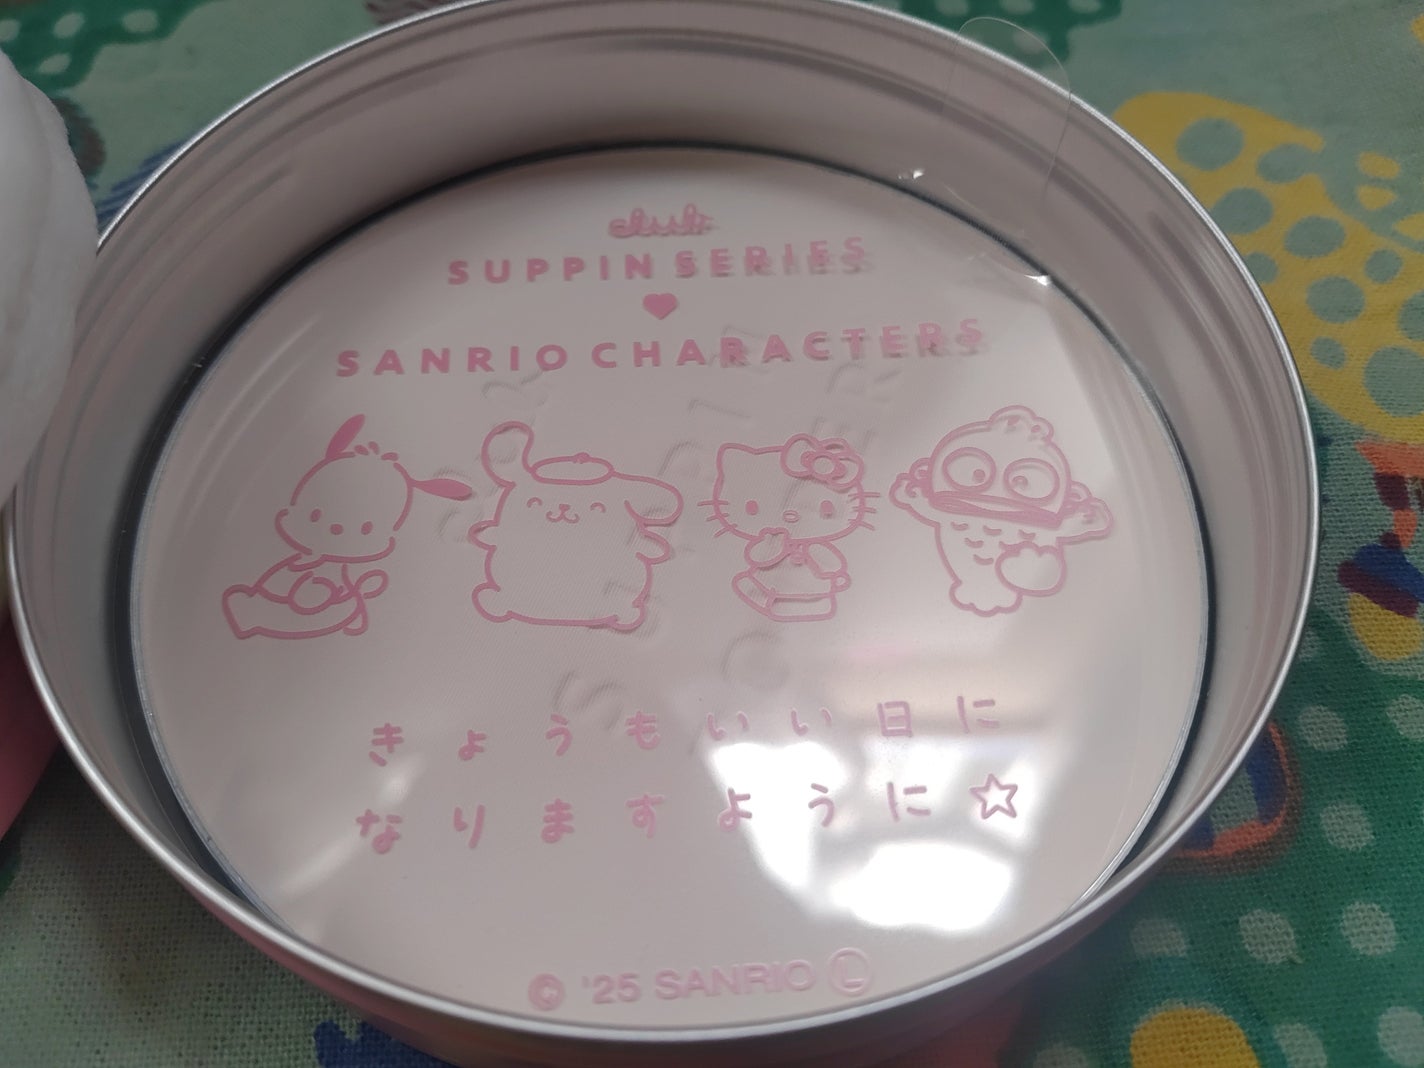 club
SUPPIN SERIES
SANRIO CHARACTERS
きょうもいい日に
なりますように☆
© '25 SANRIO Ⓛ